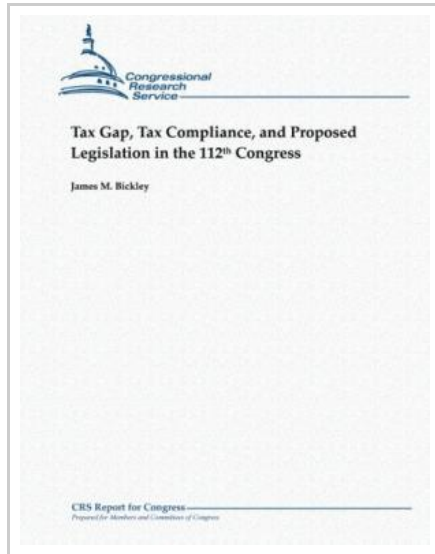 Congressional
Research
Service
Tax Gap, Tax Compliance, and Proposed
Legislation in the 112th Congress
James M. Bickley
CRS Report for Congress
Prepared for Members and Committees of Congress